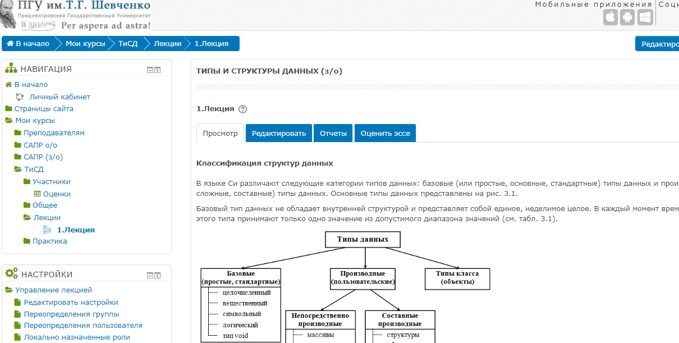 ПГУ им.Т.Г. Шевченко
Приднестровский Государственный Университет
Per aspera ad astra!
Мобильные приложения
Соци
В начало
Мои курсы
ТиСД
Лекции
1.Лекция
Редактиро
НАВИГАЦИЯ
В начало
Личный кабинет
Страницы сайта
Мои курсы
Преподавателям
САПР о/о
САПР (з/о)
ТиСД
Участники
Оценки
Общее
Лекции
1.Лекция
Практика
НАСТРОЙКИ
Управление лекцией
Редактировать настройки
Переопределения группы
Переопределения пользователя
Локально назначенные роли
ТИПЫ И СТРУКТУРЫ ДАННЫХ (з/о)
1.Лекция
Просмотр
Редактировать
Отчеты
Оценить эссе
Классификация структур данных
В языке Си различают следующие категории типов данных: базовые (или простые, основные, стандартные) типы данных и прои
сложные, составные) типы данных. Основные типы данных представлены на рис. 3.1.
Базовый тип данных не обладает внутренней структурой и представляет собой единое, неделимое целое. В каждый момент врем
этого типа принимают только одно значение из допустимого диапазона значений (см. табл. 3.1).
Типы данных
Базовые
(простые, стандартные)
целочисленный
вещественный
символьный
логический
тип void
Производные
(пользовательские)
Типы класса
(объекты)
Непосредственно
производные
массивы
Составные
производные
структуры